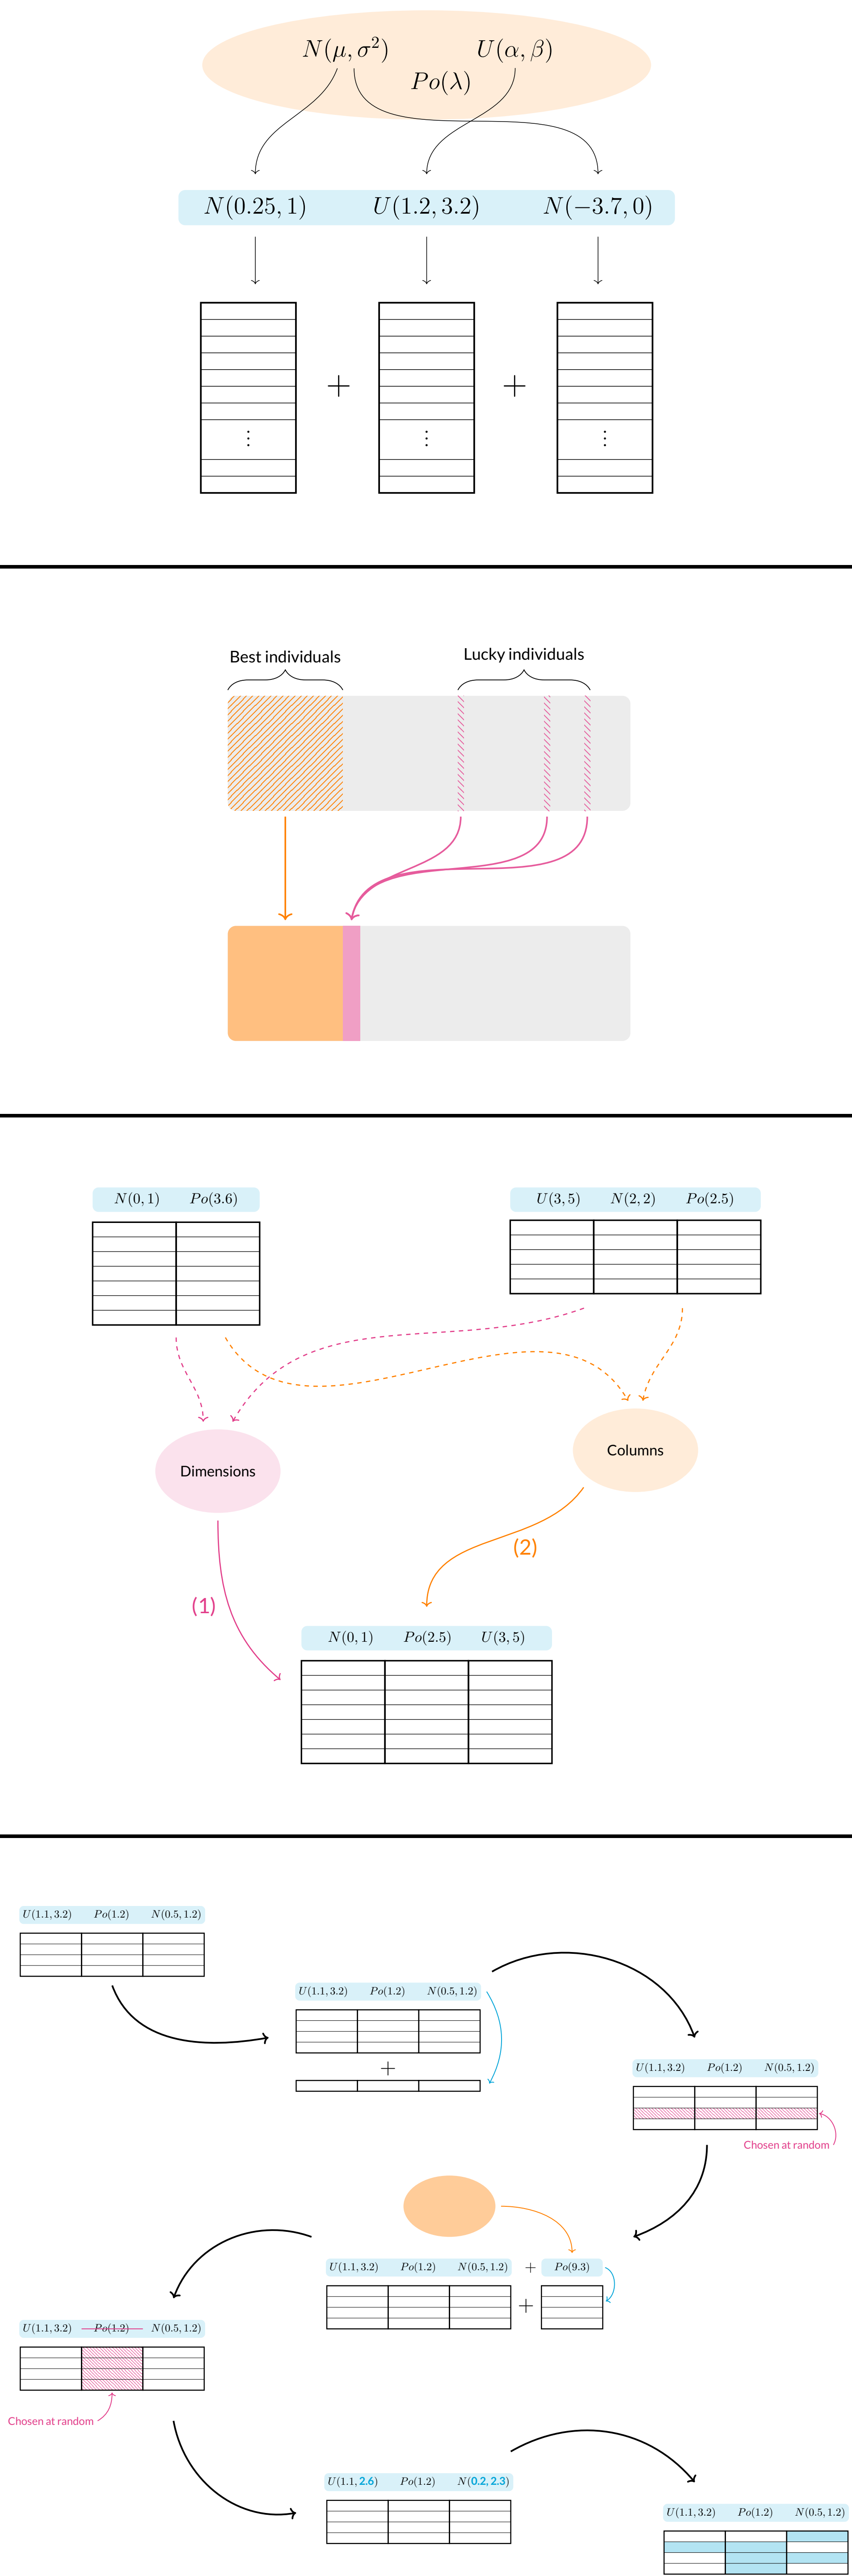 N(μ, σ²) U(α, β)
Po(λ)
N(0.25, 1) U(1.2, 3.2) N(−3.7, 0)
+ +
⋮ ⋮ ⋮
Best individuals Lucky individuals
N(0, 1) Po(3.6) U(3, 5) N(2, 2) Po(2.5)
Columns
Dimensions
(2)
(1)
N(0, 1) Po(2.5) U(3, 5)
U(1.1, 3.2) Po(1.2) N(0.5, 1.2)
U(1.1, 3.2) Po(1.2) N(0.5, 1.2)
+
U(1.1, 3.2) Po(1.2) N(0.5, 1.2)
Chosen at random
U(1.1, 3.2) Po(1.2) N(0.5, 1.2) + Po(9.3)
+
U(1.1, 3.2) Po(1.2) N(0.5, 1.2)
Chosen at random
U(1.1, 2.6) Po(1.2) N(0.2, 2.3)
U(1.1, 3.2) Po(1.2) N(0.5, 1.2)